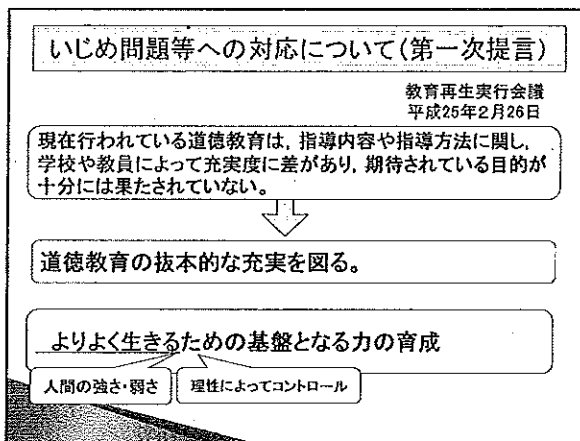 いじめ問題等への対応について(第一次提言)
教育再生実行会議
平成25年2月26日
現在行われている道徳教育は，指導内容や指導方法に関し，
学校や教員によって充実度に差があり，期待されている目的が
十分には果たされていない。
道徳教育の抜本的な充実を図る。
よりよく生きるための基盤となる力の育成
人間の強さ・弱さ
理性によってコントロール